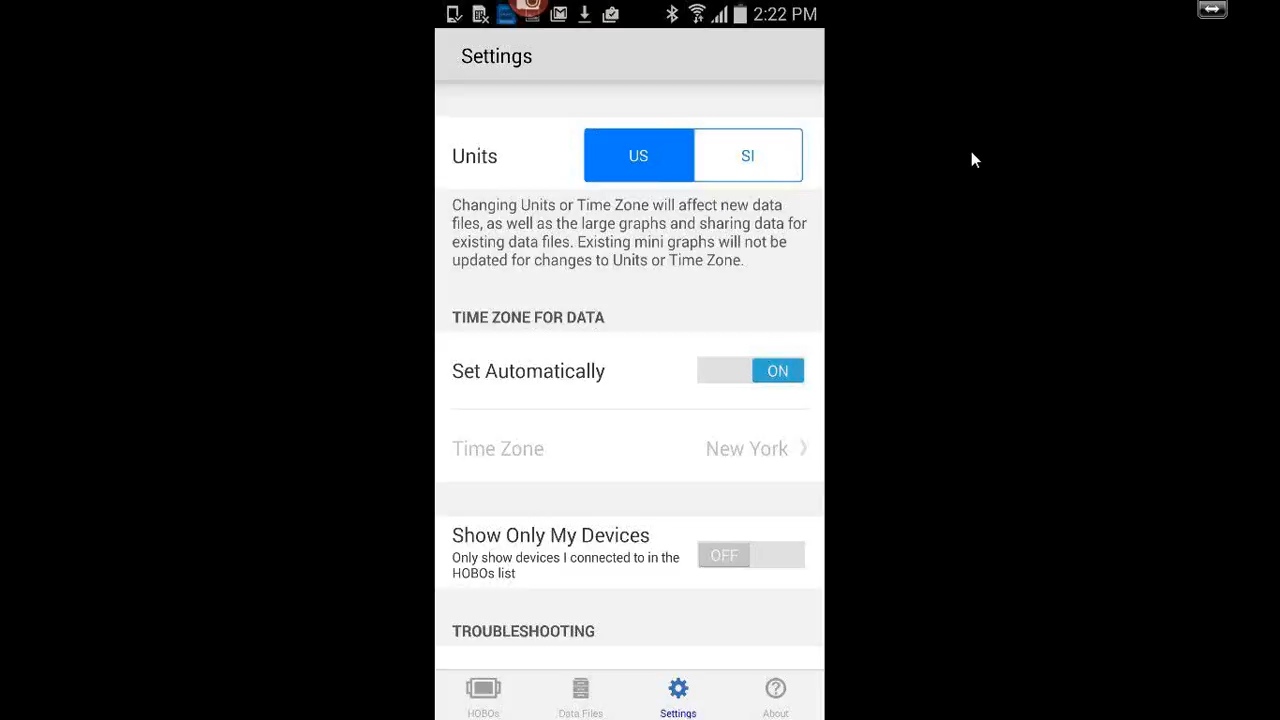 2:22 PM
Settings
Units US SI
Changing Units or Time Zone will affect new data
files, as well as the large graphs and sharing data for
existing data files. Existing mini graphs will not be
updated for changes to Units or Time Zone.
TIME ZONE FOR DATA
Set Automatically ON
Time Zone New York
Show Only My Devices
Only show devices I connected to in the
HOBOs list
OFF
TROUBLESHOOTING
HOBOs Data Files Settings About